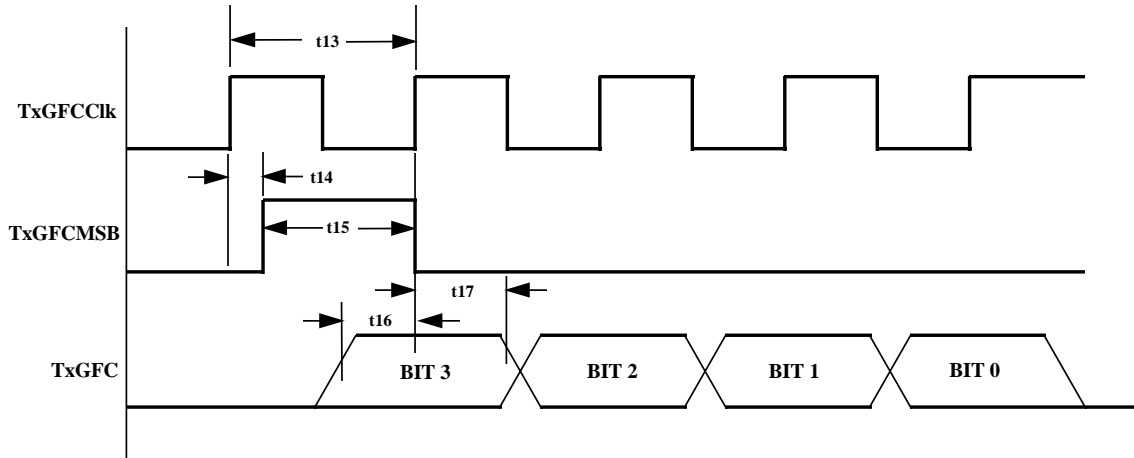 t13
TxGFCClk
t14
TxGFCMSB
t15
t17
t16
TxGFC
BIT 3
BIT 2
BIT 1
BIT 0